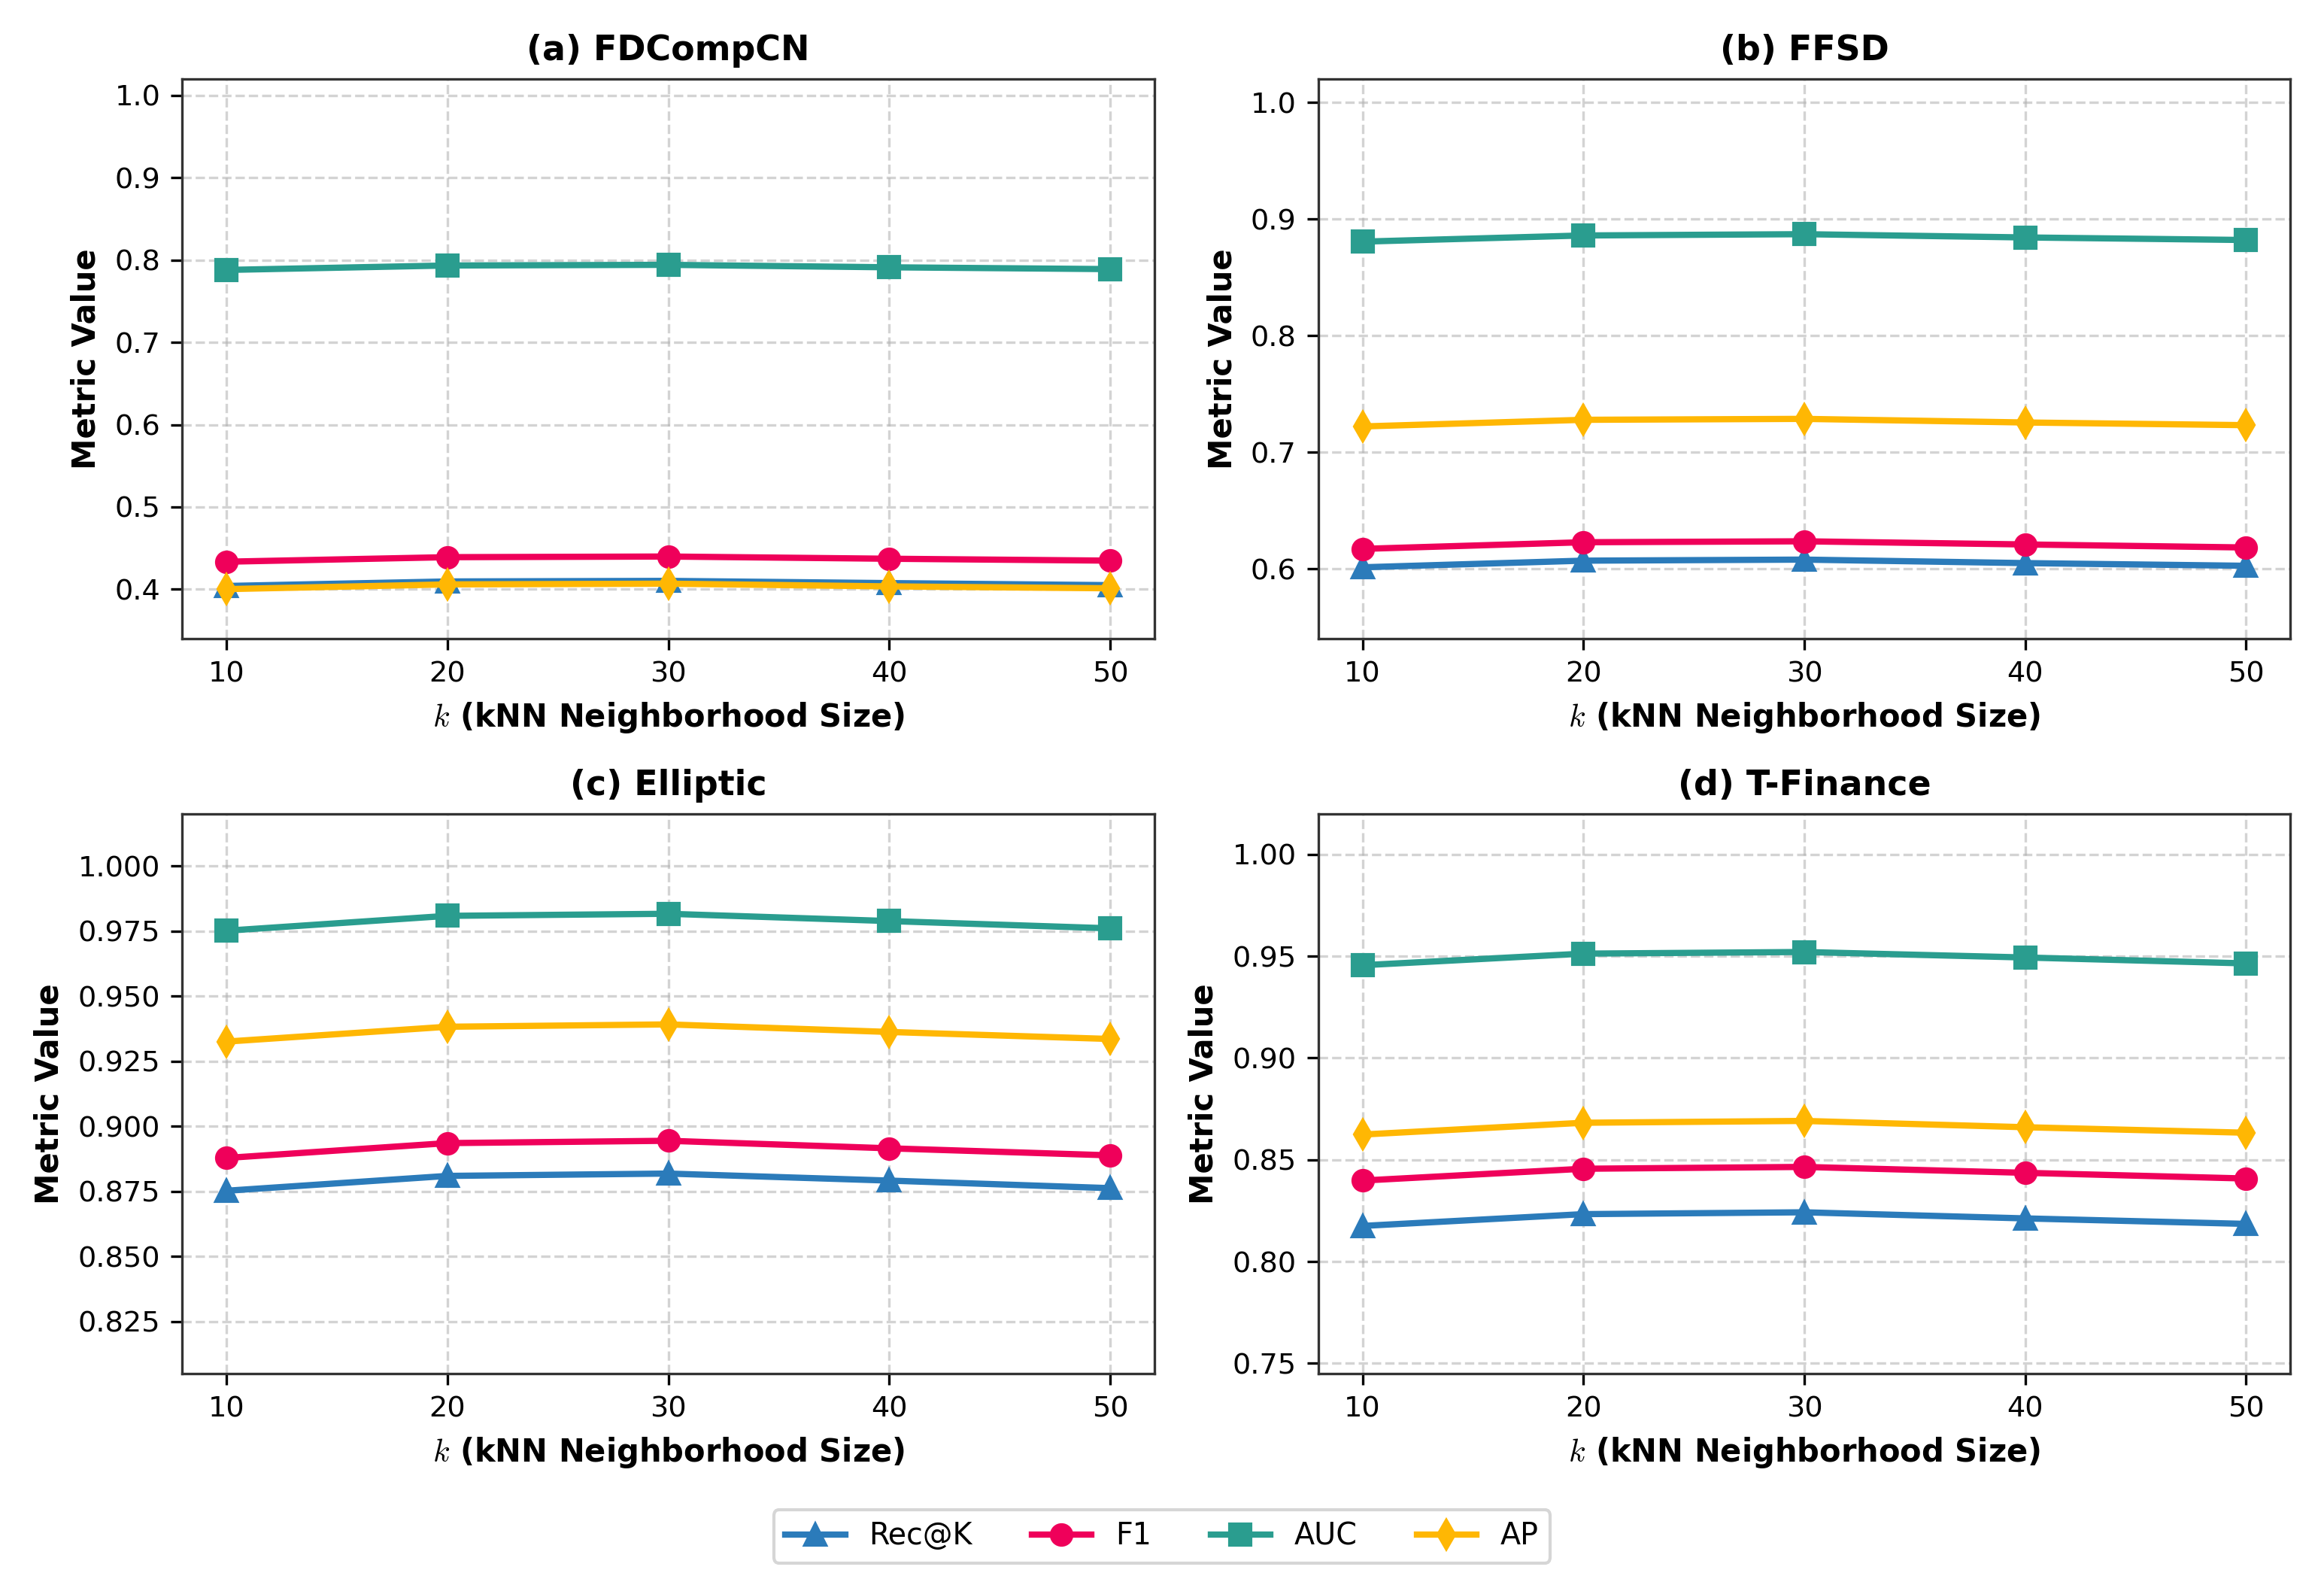 (a) FDCompCN
Metric Value
1.0
0.9
0.8
0.7
0.6
0.5
0.4
10 20 30 40 50
k (kNN Neighborhood Size)
(b) FFSD
Metric Value
1.0
0.9
0.8
0.7
0.6
10 20 30 40 50
k (kNN Neighborhood Size)
(c) Elliptic
Metric Value
1.000
0.975
0.950
0.925
0.900
0.875
0.850
0.825
10 20 30 40 50
k (kNN Neighborhood Size)
(d) T-Finance
Metric Value
1.00
0.95
0.90
0.85
0.80
0.75
10 20 30 40 50
k (kNN Neighborhood Size)
Rec@K F1 AUC AP